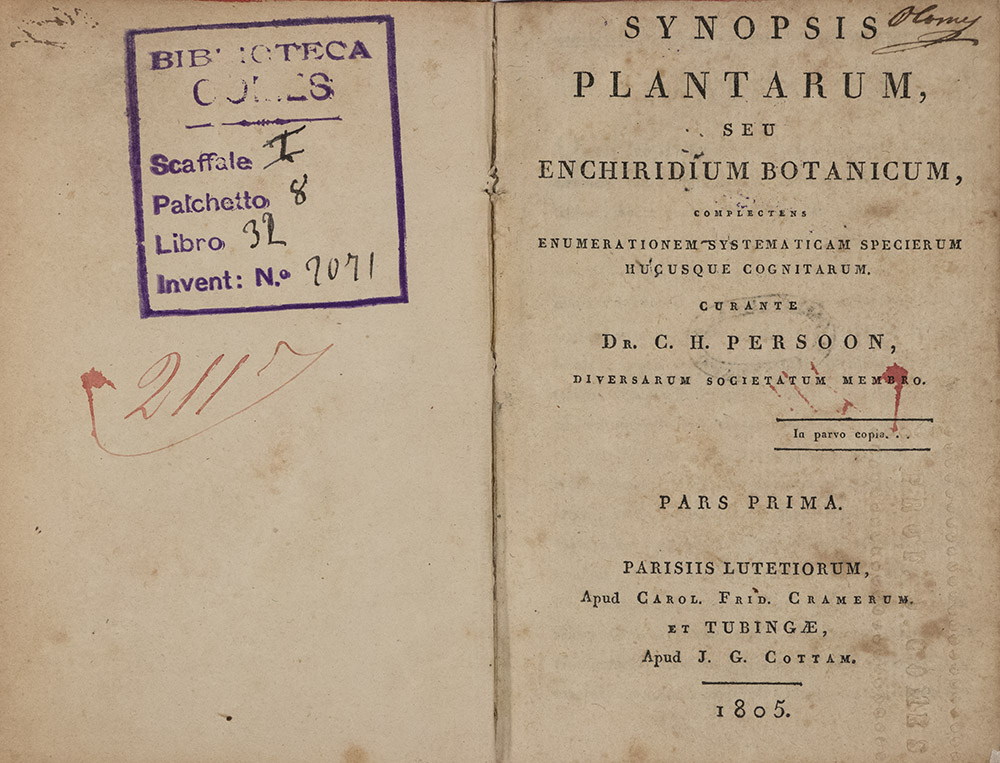 BIBLIOTECA
COMES
Scaffale I
Palchetto 8
Libro 32
Invent: N.o 7071
2117
SYNOPSIS
PLANTARUM,
SEU
ENCHIRIDIUM BOTANICUM,
COMPLECTENS
ENUMERATIONEM SYSTEMATICAM SPECIERUM
HUCUSQUE COGNITARUM.
CURANTE
DR. C. H. PERSOON,
DIVERSARUM SOCIETATUM MEMBRO.
In parvo copia. . .
PARS PRIMA.
PARISIIS LUTETIORUM,
Apud CAROL. FRID. CRAMERUM.
ET TUBINGÆ,
Apud J. G. COTTAM.
1805.